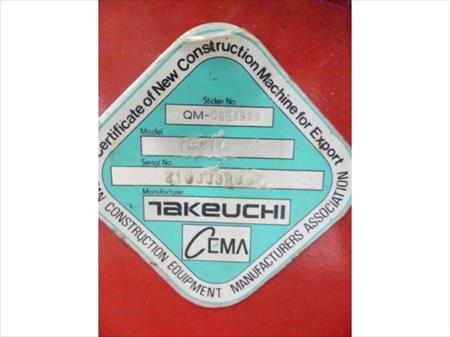 Certificate of New Construction Machine for Export
Sticker No
QM-
Model
Serial No
Manufacturer
TAKEUCHI
CEMA
CONSTRUCTION EQUIPMENT MANUFACTURERS ASSOCIATION